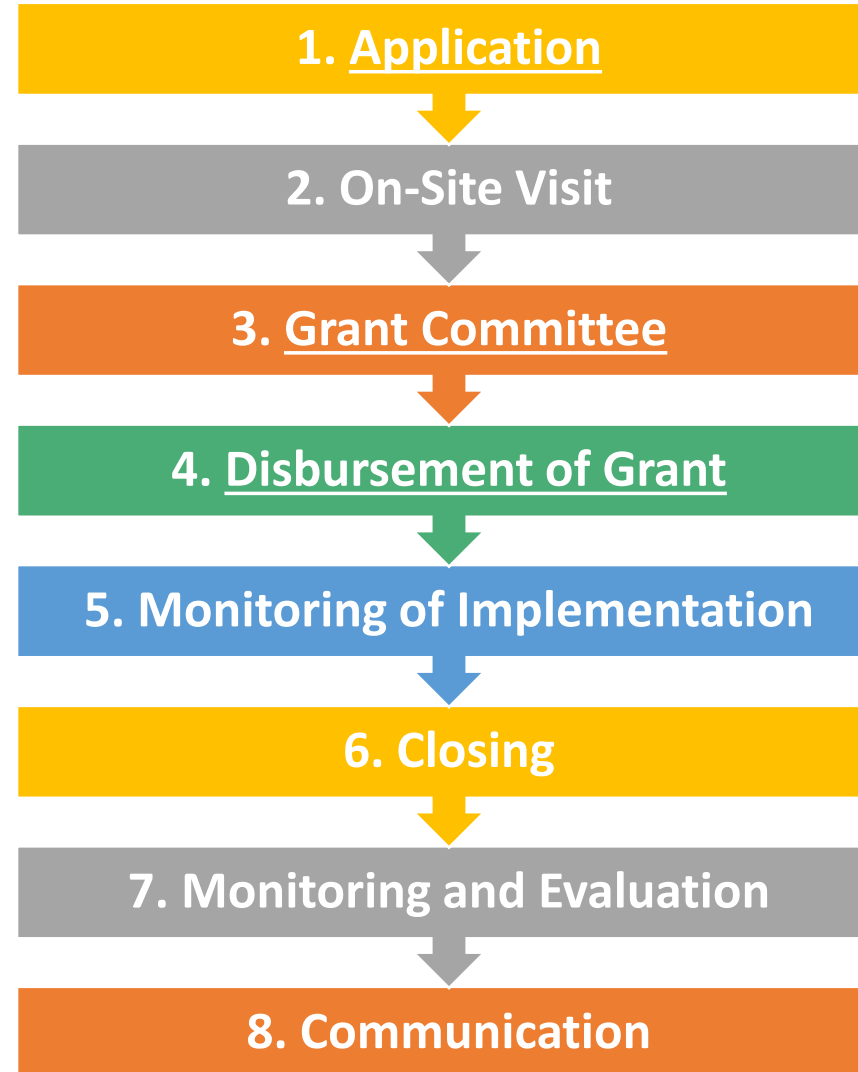 1. Application
2. On-Site Visit
3. Grant Committee
4. Disbursement of Grant
5. Monitoring of Implementation
6. Closing
7. Monitoring and Evaluation
8. Communication